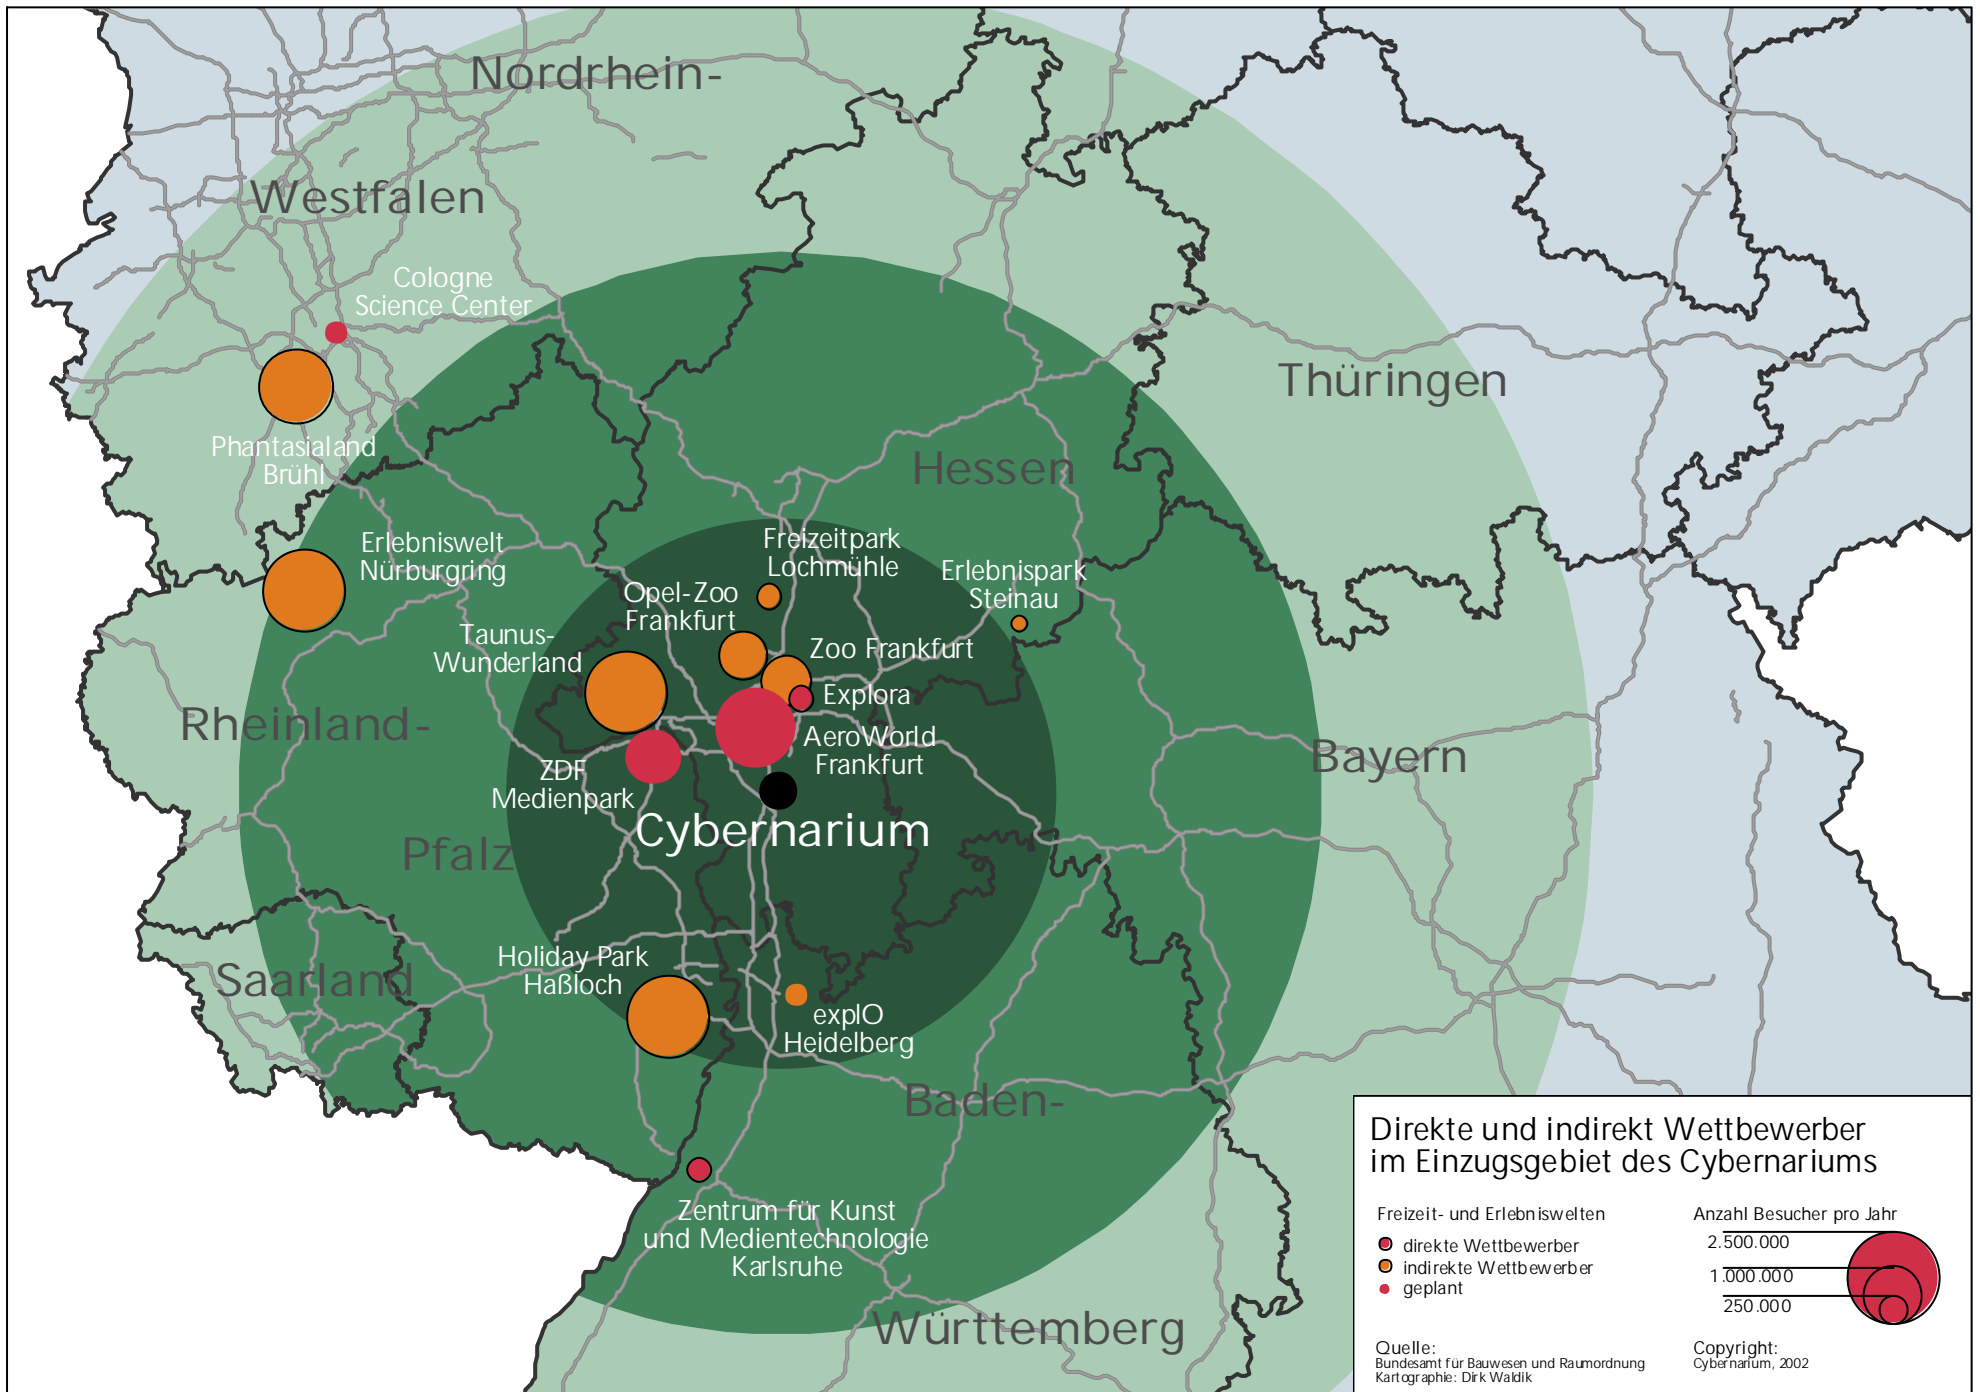 Nordrhein-
Westfalen
Cologne
Science Center
Phantasialand
Brühl
Thüringen
Hessen
Erlebniswelt
Nürburgring
Freizeitpark
Lochmühle
Erlebnispark
Steinau
Opel-Zoo
Frankfurt
Taunus-
Wunderland
Zoo Frankfurt
Explora
Rheinland-
AeroWorld
Frankfurt
Bayern
ZDF
Medienpark
Cybernarium
Pfalz
Saarland
Holiday Park
Haßloch
explO
Heidelberg
Baden-
Zentrum für Kunst
und Medientechnologie
Karlsruhe
Württemberg
Direkte und indirekt Wettbewerber
im Einzugsgebiet des Cybernariums
Freizeit- und Erlebniswelten
direkte Wettbewerber
indirekte Wettbewerber
geplant
Anzahl Besucher pro Jahr
2.500.000
1.000.000
250.000
Quelle:
Bundesamt für Bauwesen und Raumordnung
Kartographie: Dirk Waldik
Copyright:
Cybernarium, 2002